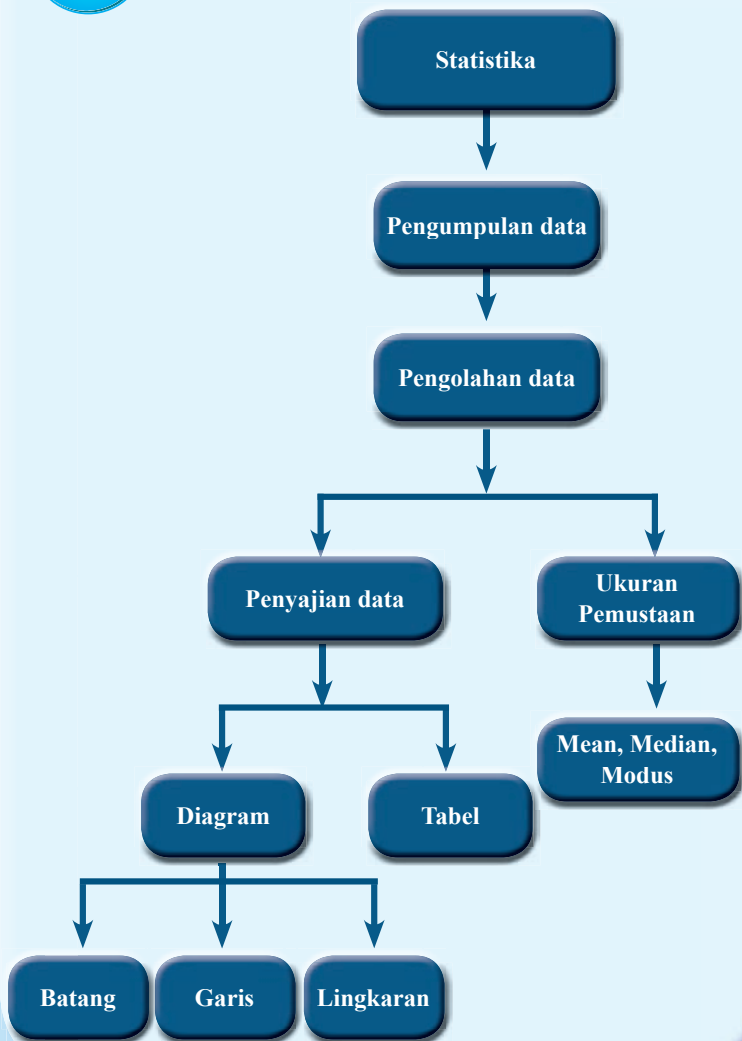 Statistika
Pengumpulan data
Pengolahan data
Penyajian data
Ukuran
Pemustaan
Mean, Median,
Modus
Diagram
Tabel
Batang
Garis
Lingkaran